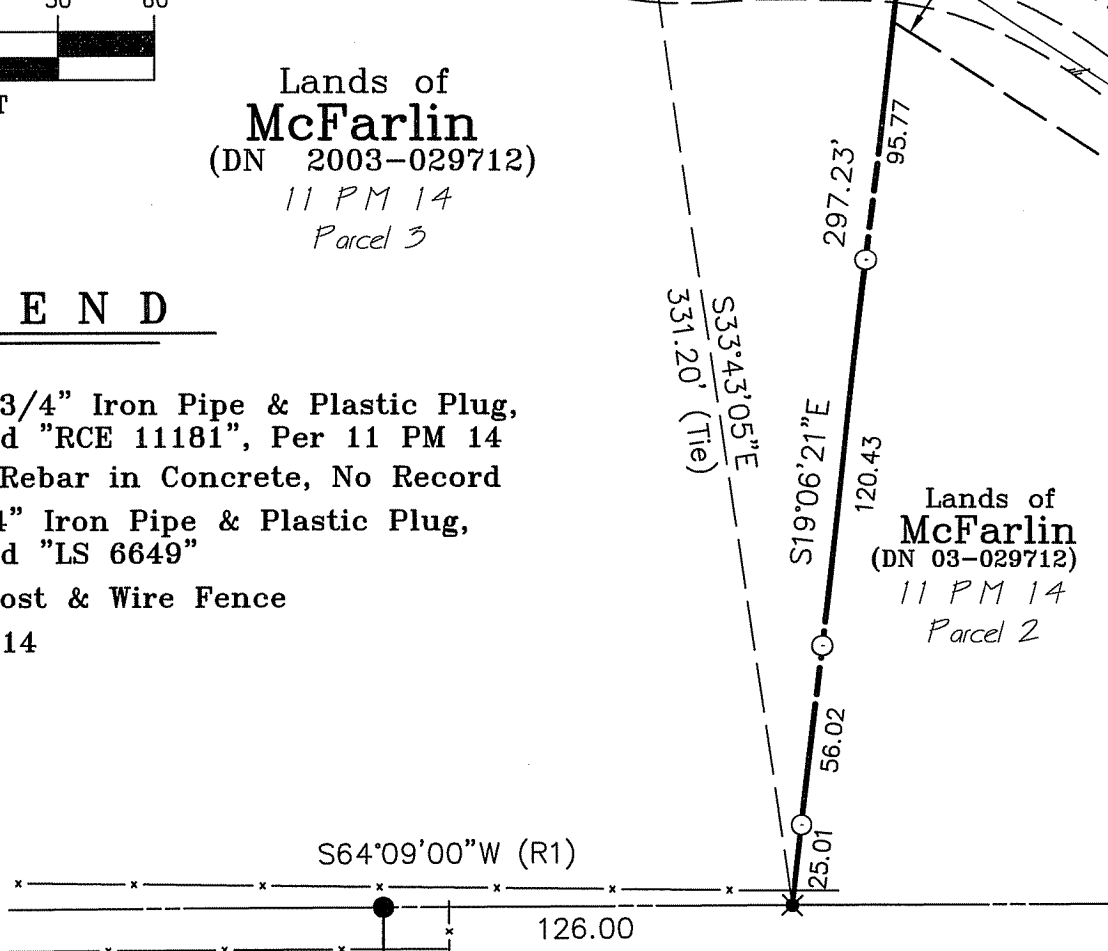 Lands of
McFarlin
(DN 2003-029712)
11 PM 14
Parcel 3
E N D
3/4" Iron Pipe & Plastic Plug,
d "RCE 11181", Per 11 PM 14
Rebar in Concrete, No Record
4" Iron Pipe & Plastic Plug,
d "LS 6649"
ost & Wire Fence
14
S33°43'05"E
331.20' (Tie)
297.23'
95.77
S19°06'21"E
120.43
Lands of
McFarlin
(DN 03-029712)
11 PM 14
Parcel 2
56.02
25.01
S64°09'00"W (R1)
126.00